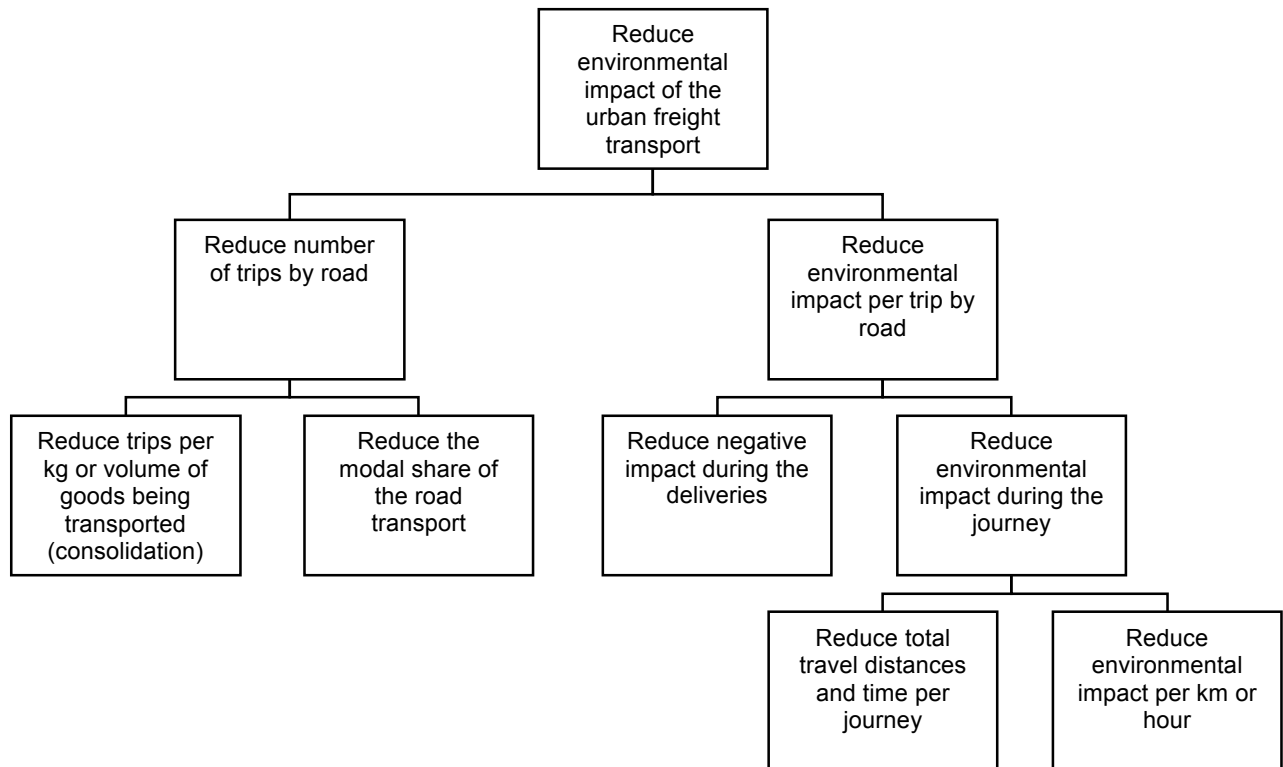 Reduce
environmental
impact of the
urban freight
transport
Reduce number
of trips by road
Reduce
environmental
impact per trip by
road
Reduce trips per
kg or volume of
goods being
transported
(consolidation)
Reduce the
modal share of
the road
transport
Reduce negative
impact during the
deliveries
Reduce
environmental
impact during the
journey
Reduce total
travel distances
and time per
journey
Reduce
environmental
impact per km or
hour